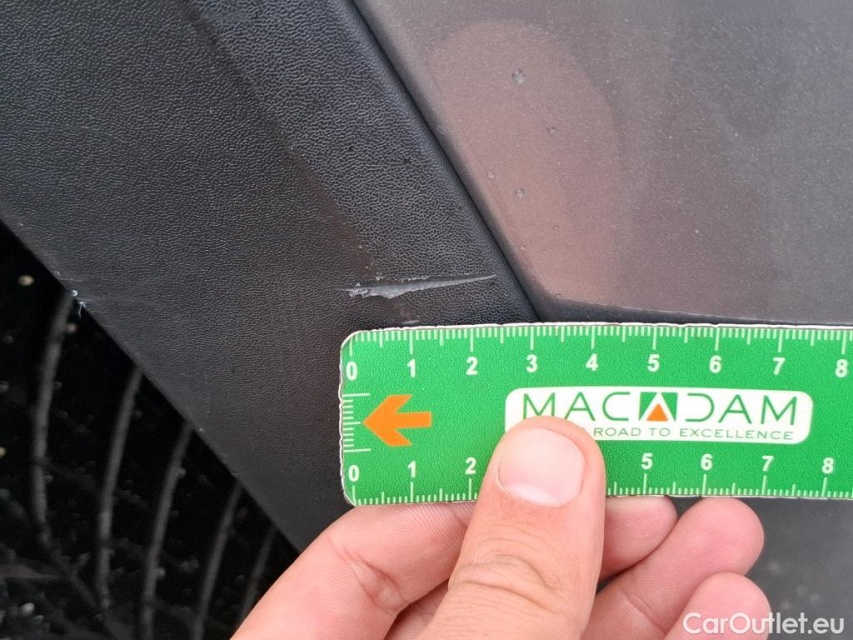 0 1 2 3 4 5 6 7 8
MACADAM
ROAD TO EXCELLENCE
0 1 2 5 6 7 8
CarOutlet.eu